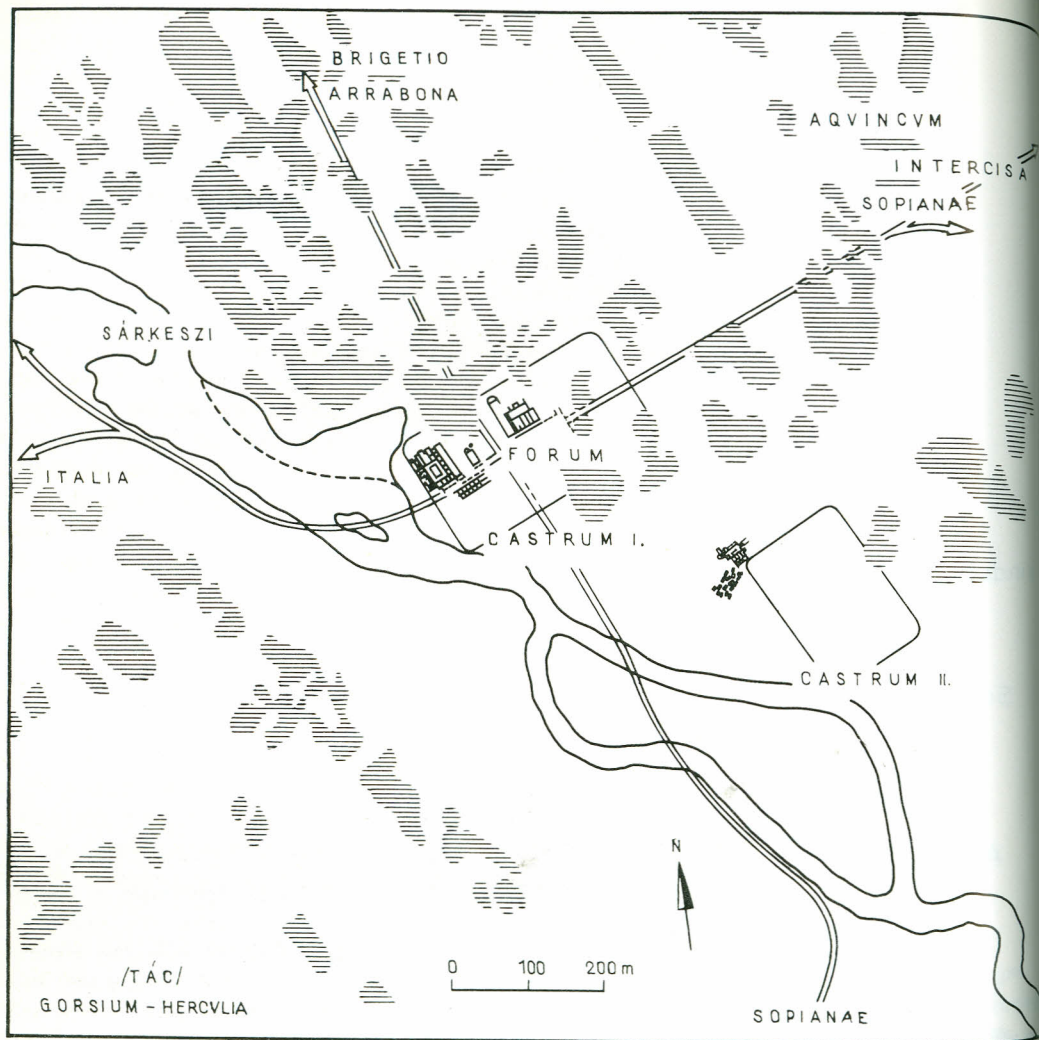 BRIGETIO
ARRABONA
AQVINCVM
INTERCISA
SOPIANAE
SÁRKESZI
ITALIA
FORUM
CASTRUM I.
CASTRUM II.
N
0 100 200 m
/TÁC/
GORSIUM - HERCVLIA
SOPIANAE